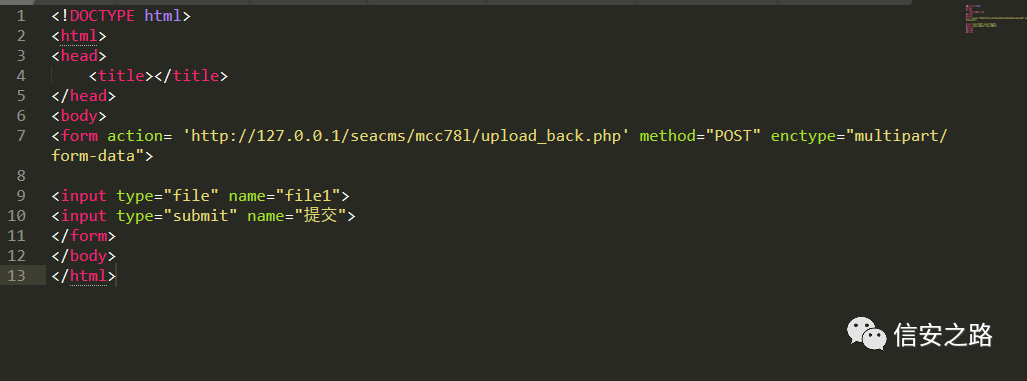 1 <!DOCTYPE html>
2 <html>
3 <head>
4 <title></title>
5 </head>
6 <body>
7 <form action= 'http://127.0.0.1/seacms/mcc78l/upload_back.php' method="POST" enctype="multipart/
form-data">
8
9 <input type="file" name="file1">
10 <input type="submit" name="提交">
11 </form>
12 </body>
13 </html>
信安之路